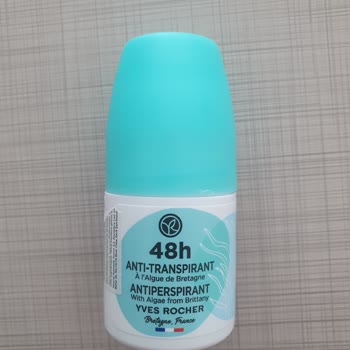 48h
ANTI-TRANSPIRANT
À l'Algue de Bretagne
ANTIPERSPIRANT
With Algae from Brittany
YVES ROCHER
Bretagne, France